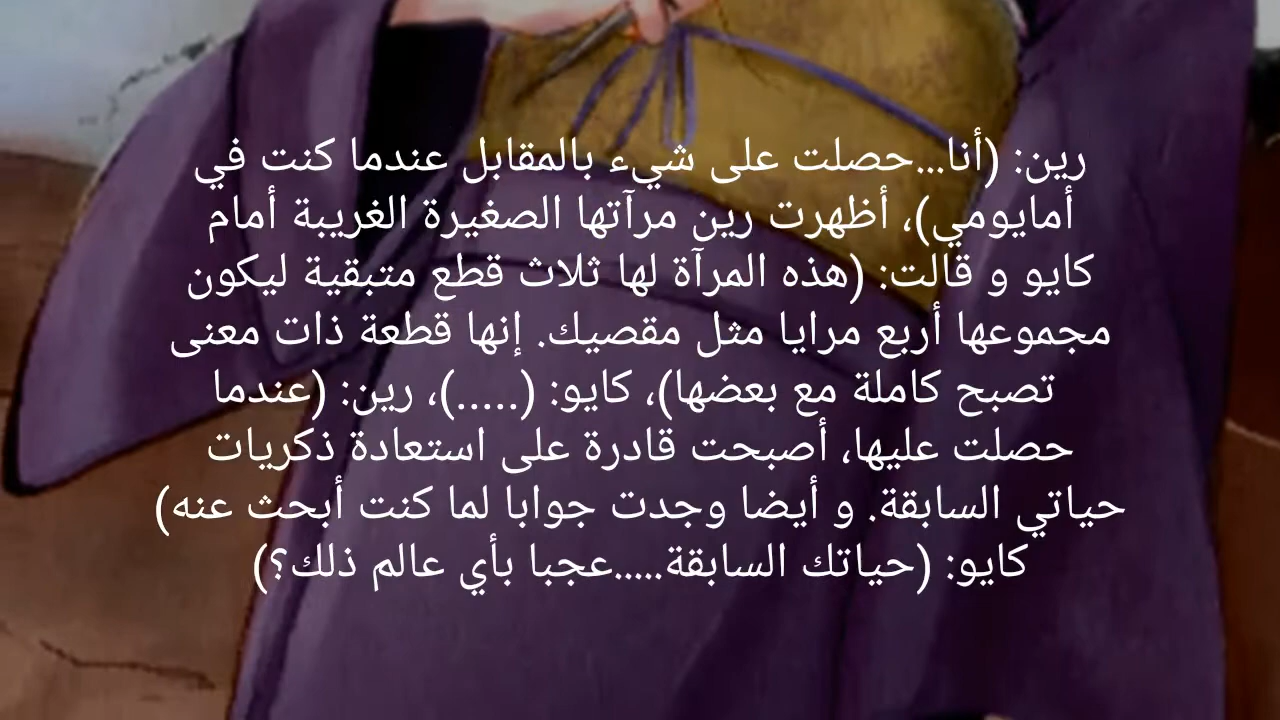 رين: (أنا...حصلت على شيء بالمقابل عندما كنت في
أمايومي)، أظهرت رين مرآتها الصغيرة الغريبة أمام
كايو و قالت: (هذه المرآة لها ثلاث قطع متبقية ليكون
مجموعها أربع مرايا مثل مقصيك. إنها قطعة ذات معنى
تصبح كاملة مع بعضها)، كايو: (.....)، رين: (عندما
حصلت عليها، أصبحت قادرة على استعادة ذكريات
حياتي السابقة. و أيضا وجدت جوابا لما كنت أبحث عنه)
كايو: (حياتك السابقة.....عجبا بأي عالم ذلك؟)